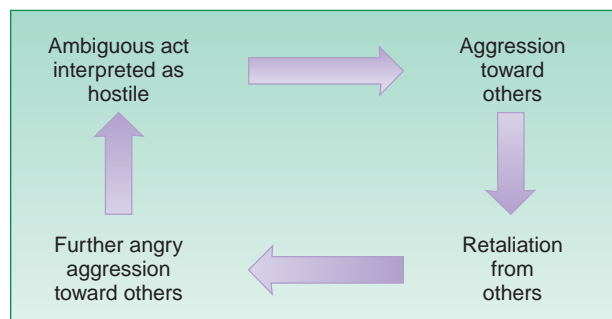 Ambiguous act
interpreted as
hostile
Aggression
toward
others
Retaliation
from
others
Further angry
aggression
toward others